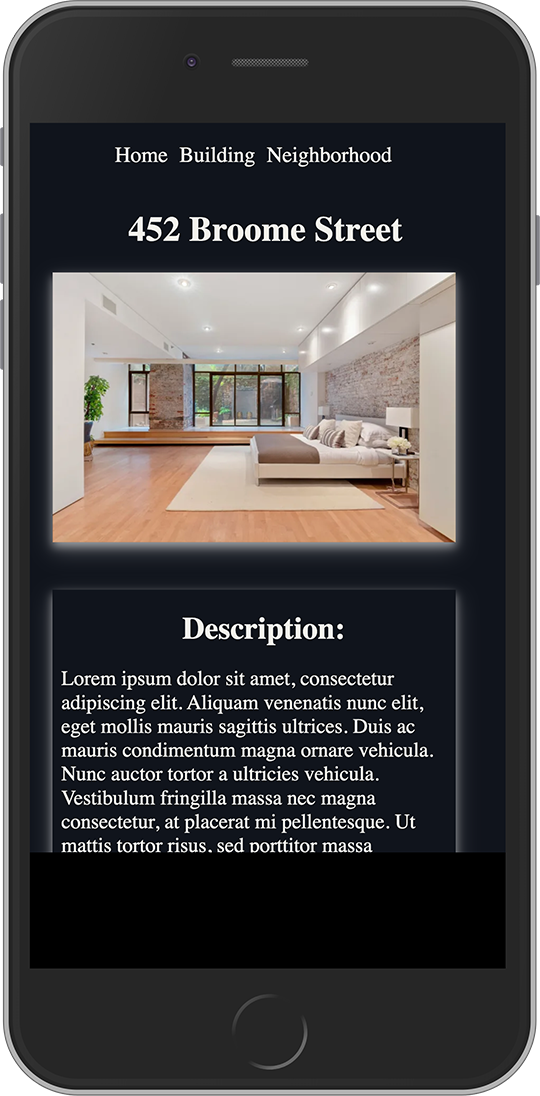 Home Building Neighborhood
452 Broome Street
Description:
Lorem ipsum dolor sit amet, consectetur
adipiscing elit. Aliquam venenatis nunc elit,
eget mollis mauris sagittis ultrices. Duis ac
mauris condimentum magna ornare vehicula.
Nunc auctor tortor a ultricies vehicula.
Vestibulum fringilla massa nec magna
consectetur, at placerat mi pellentesque. Ut
mattis tortor risus, sed porttitor massa